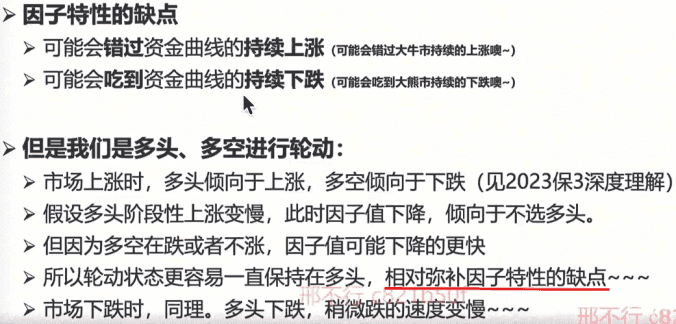 ➢ 因子特性的缺点
➢ 可能会错过资金曲线的持续上涨（可能会错过大牛市持续的上涨噢~）
➢ 可能会吃到资金曲线的持续下跌（可能会吃到大熊市持续的下跌噢~）
➢ 但是我们是多头、多空进行轮动：
➢ 市场上涨时，多头倾向于上涨，多空倾向于下跌（见2023保3深度理解）
➢ 假设多头阶段性上涨变慢，此时因子值下降，倾向于不选多头。
➢ 但因为多空在跌或者不涨，因子值可能下降的更快
➢ 所以轮动状态更容易一直保持在多头，相对弥补因子特性的缺点~~~
➢ 市场下跌时，同理。多头下跌，稍微跌的速度变慢~~~
邢不行
邢不行